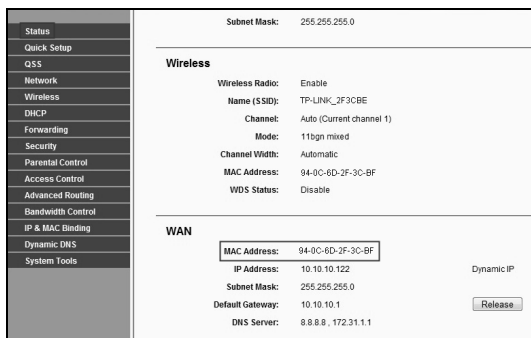 Status
Quick Setup
QSS
Network
Wireless
DHCP
Forwarding
Security
Parental Control
Access Control
Advanced Routing
Bandwidth Control
IP & MAC Binding
Dynamic DNS
System Tools
Subnet Mask: 255.255.255.0
Wireless
Wireless Radio: Enable
Name (SSID): TP-LINK_2F3CBE
Channel: Auto (Current channel 1)
Mode: 11bgn mixed
Channel Width: Automatic
MAC Address: 94-0C-6D-2F-3C-BF
WDS Status: Disable
WAN
MAC Address: 94-0C-6D-2F-3C-BF
IP Address: 10.10.10.122 Dynamic IP
Subnet Mask: 255.255.255.0
Default Gateway: 10.10.10.1 Release
DNS Server: 8.8.8.8 , 172.31.1.1